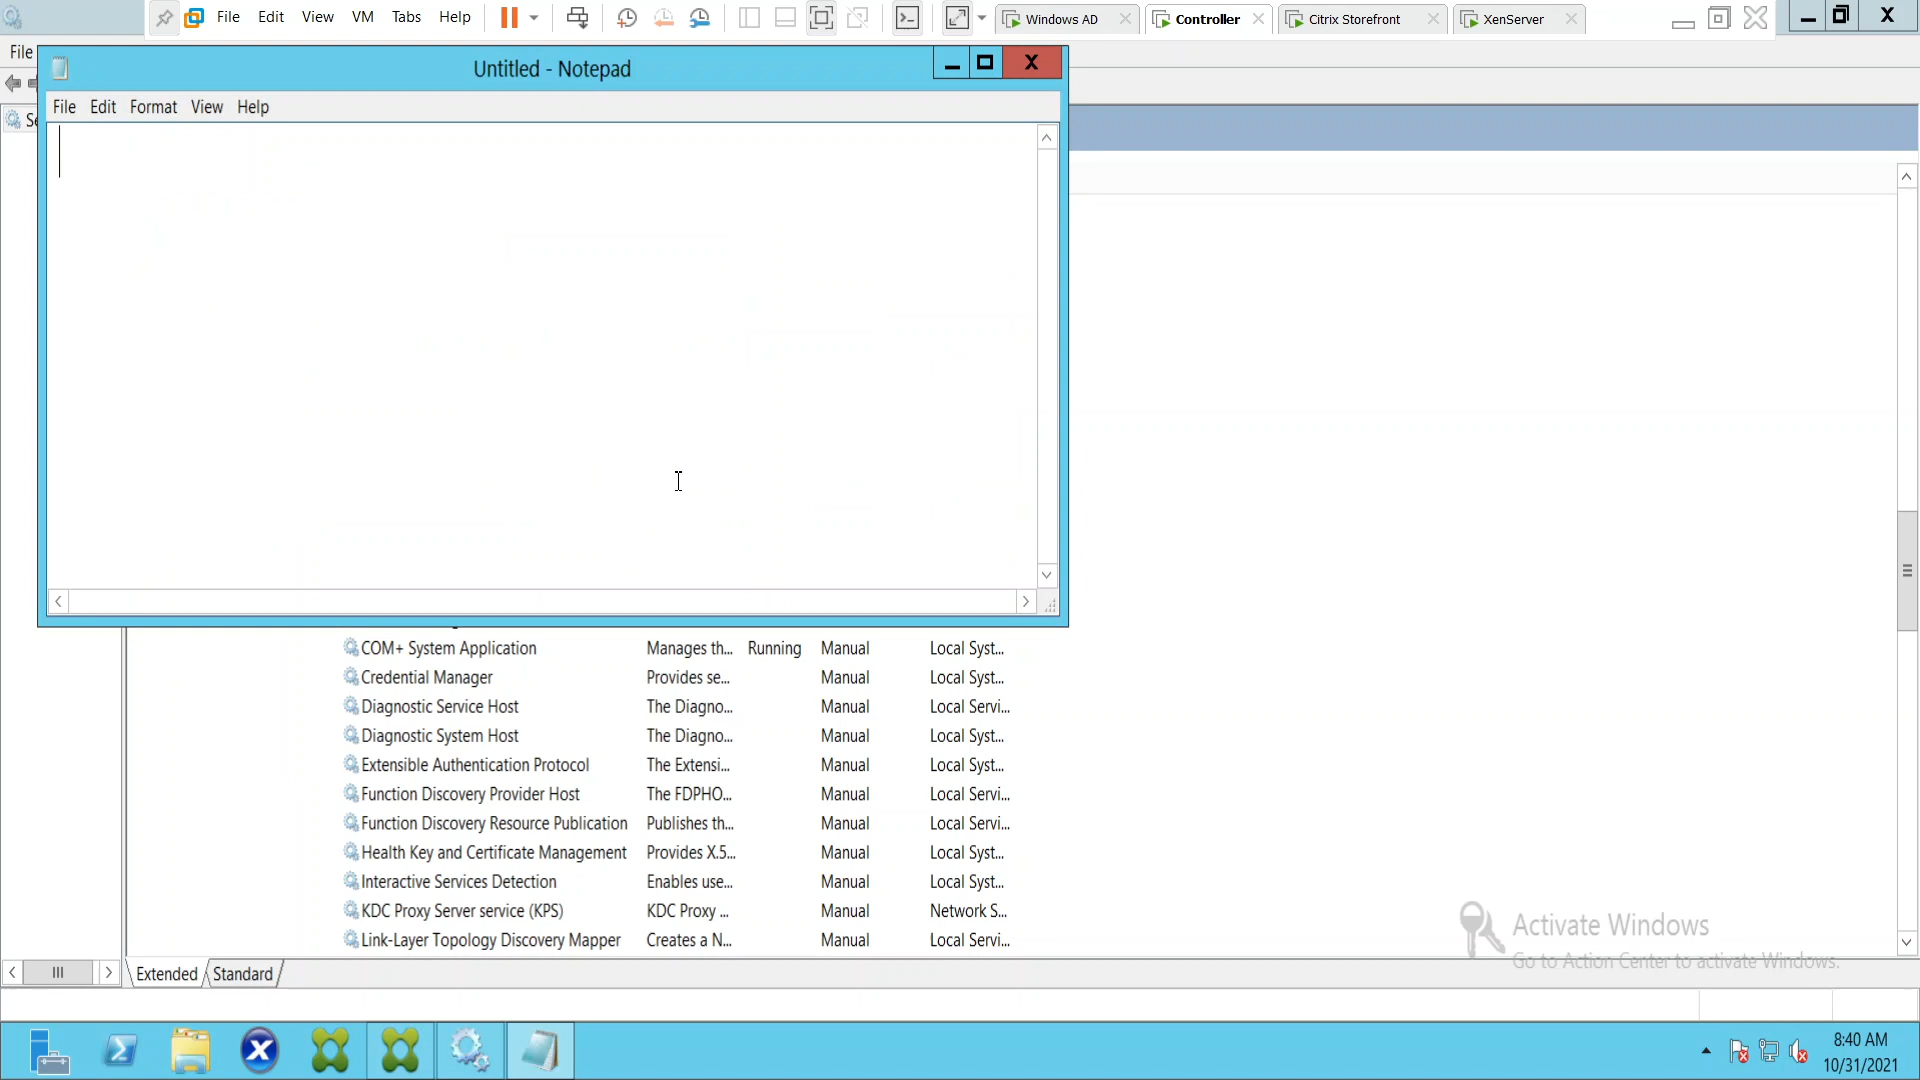 File Edit View VM Tabs Help Windows AD Controller Citrix Storefront XenServer
File
Untitled - Notepad
File Edit Format View Help
COM+ System Application Manages th... Running Manual Local Syst...
Credential Manager Provides se... Manual Local Syst...
Diagnostic Service Host The Diagno... Manual Local Servi...
Diagnostic System Host The Diagno... Manual Local Syst...
Extensible Authentication Protocol The Extensi... Manual Local Syst...
Function Discovery Provider Host The FDPHO... Manual Local Servi...
Function Discovery Resource Publication Publishes th... Manual Local Servi...
Health Key and Certificate Management Provides X.5... Manual Local Syst...
Interactive Services Detection Enables use... Manual Local Syst...
KDC Proxy Server service (KPS) KDC Proxy ... Manual Network S...
Link-Layer Topology Discovery Mapper Creates a N... Manual Local Servi...
Activate Windows
Go to Action Center to activate Windows.
Extended Standard
8:40 AM
10/31/2021